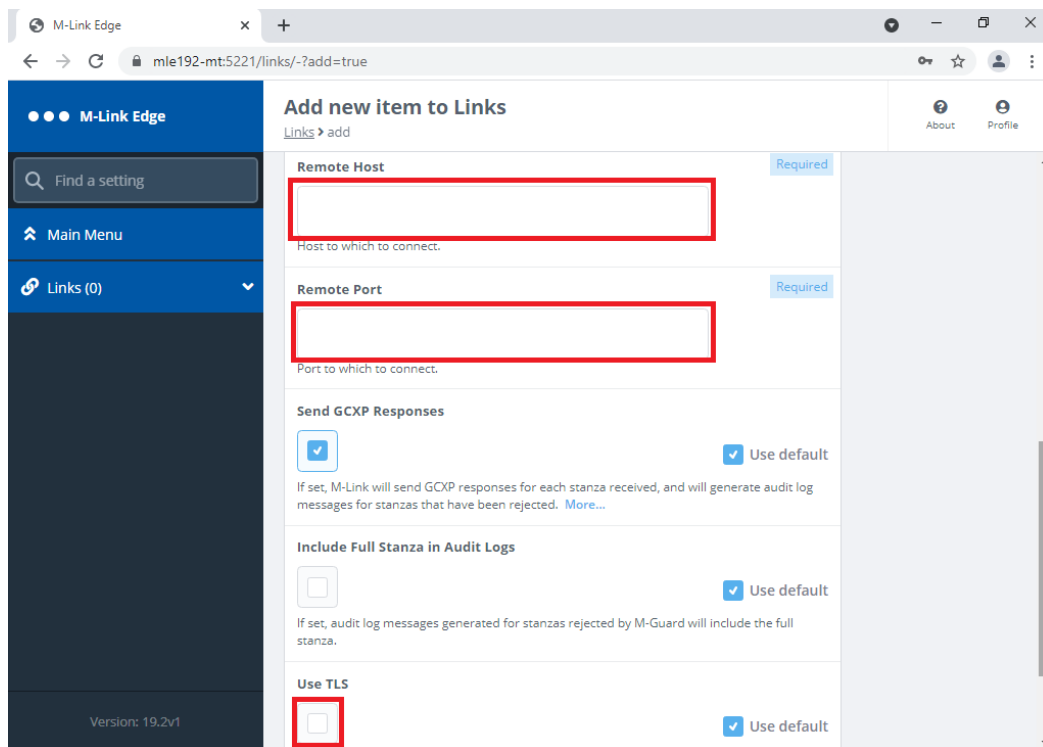 M-Link Edge
mle192-mt:5221/links/-?add=true
M-Link Edge
Add new item to Links
Links > add
About
Profile
Find a setting
Main Menu
Links (0)
Remote Host
Required
Host to which to connect.
Remote Port
Required
Port to which to connect.
Send GCXP Responses
Use default
If set, M-Link will send GCXP responses for each stanza received, and will generate audit log
messages for stanzas that have been rejected. More...
Include Full Stanza in Audit Logs
Use default
If set, audit log messages generated for stanzas rejected by M-Guard will include the full
stanza.
Use TLS
Use default
Version: 19.2v1